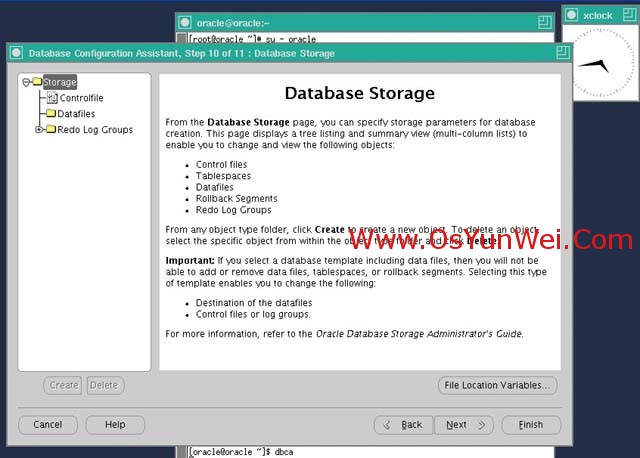 oracle@oracle:~
xclock
[root@oracle ~]# su - oracle
Database Configuration Assistant, Step 10 of 11 : Database Storage
Storage
Controlfile
Datafiles
Redo Log Groups
Database Storage
From the Database Storage page, you can specify storage parameters for database
creation. This page displays a tree listing and summary view (multi-column lists) to
enable you to change and view the following objects:
• Control files
• Tablespaces
• Datafiles
• Rollback Segments
• Redo Log Groups
From any object type folder, click Create to create a new object. To delete an object,
select the specific object from within the object type folder and click Delete.
www.OsYunWei.Com
Important: If you select a database template including data files, then you will not be
able to add or remove data files, tablespaces, or rollback segments. Selecting this type
of template enables you to change the following:
• Destination of the datafiles
• Control files or log groups.
For more information, refer to the Oracle Database Storage Administrator's Guide.
Create Delete
File Location Variables...
Cancel Help Back Next Finish
[oracle@oracle ~]$ dbca